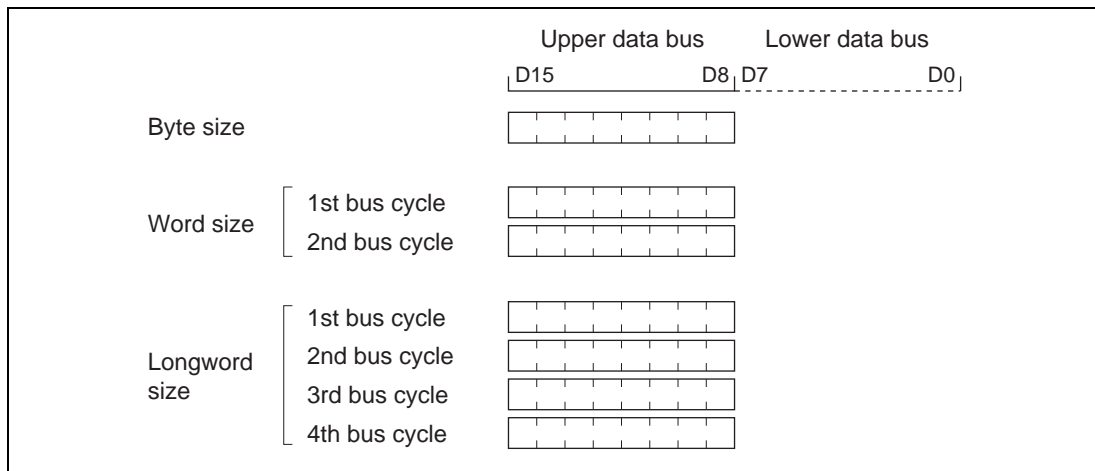 Upper data bus Lower data bus
D15 D8 D7 D0
Byte size
Word size
1st bus cycle
2nd bus cycle
Longword
size
1st bus cycle
2nd bus cycle
3rd bus cycle
4th bus cycle